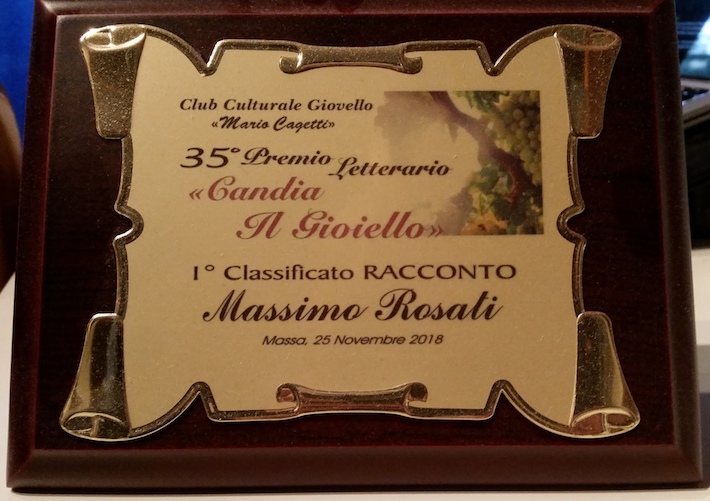 Club Culturale Giovello
«Mario Cagetti»
35° Premio Letterario
«Candia
Il Gioiello»
1° Classificato RACCONTO
Massimo Rosati
Massa, 25 Novembre 2018